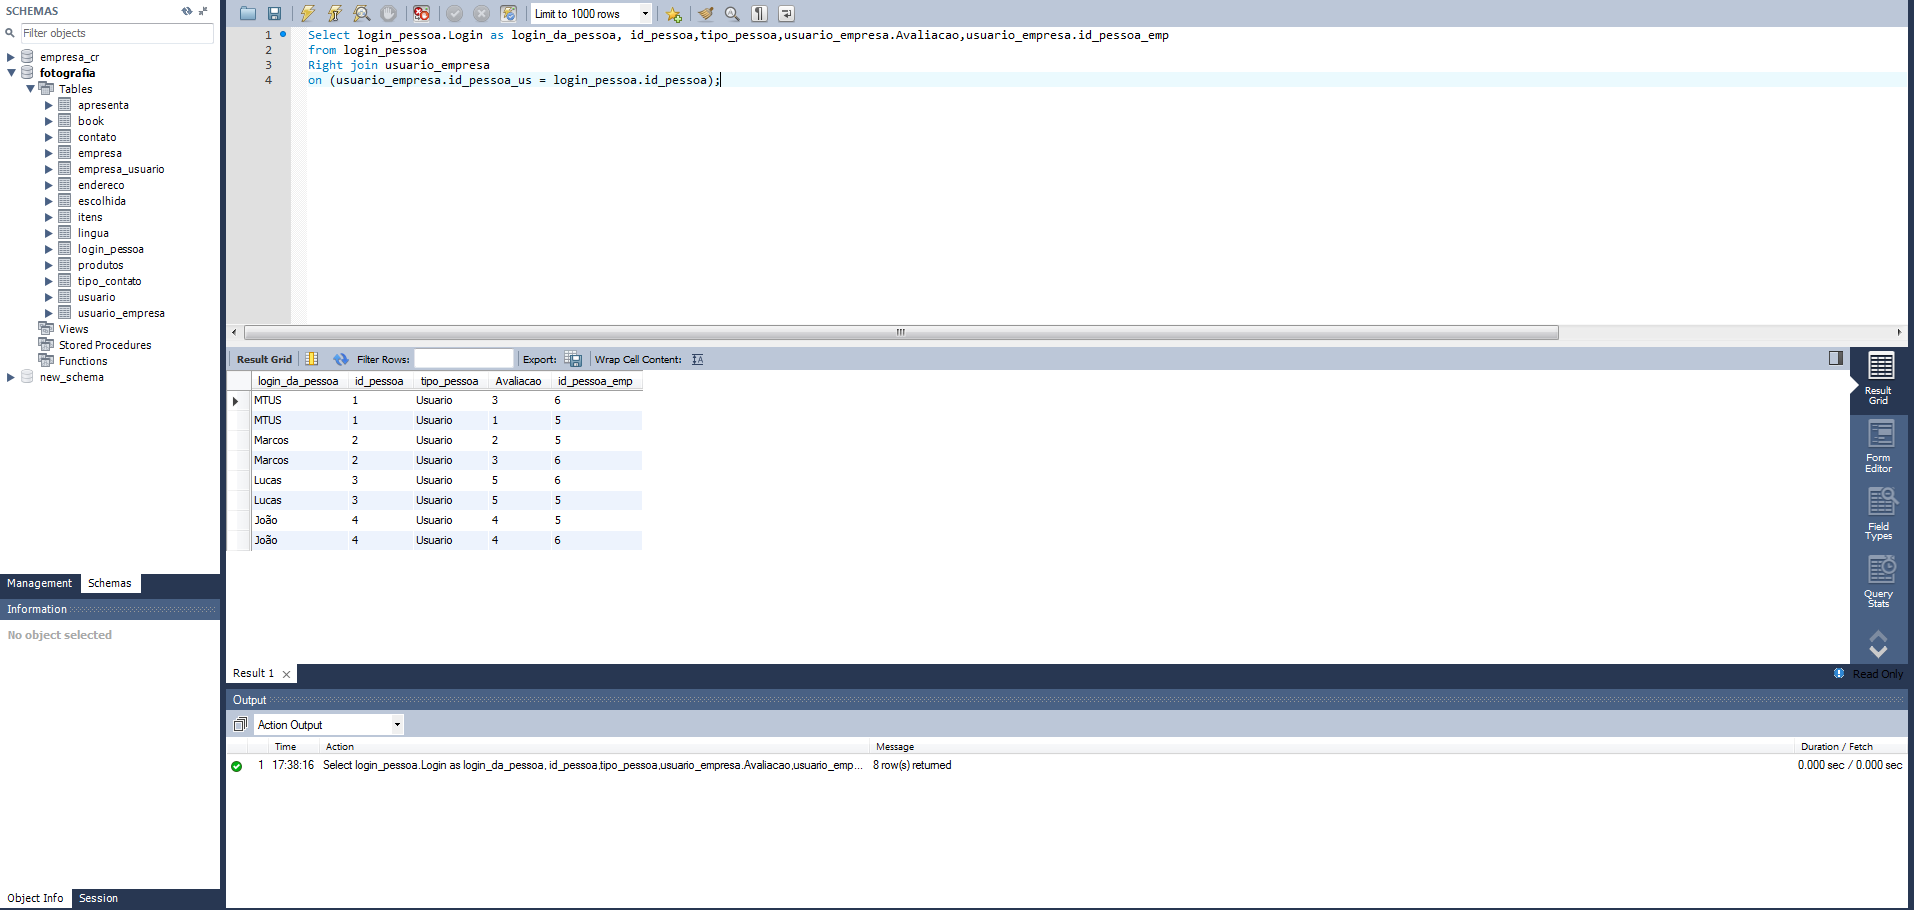 SCHEMAS
Filter objects
empresa_cr
fotografia
Tables
apresenta
book
contato
empresa
empresa_usuario
endereco
escolhida
itens
lingua
login_pessoa
produtos
tipo_contato
usuario
usuario_empresa
Views
Stored Procedures
Functions
new_schema
Management Schemas
Information
No object selected
Object Info Session
Limit to 1000 rows
1 Select login_pessoa.Login as login_da_pessoa, id_pessoa,tipo_pessoa,usuario_empresa.Avaliacao,usuario_empresa.id_pessoa_emp
2 from login_pessoa
3 Right join usuario_empresa
4 on (usuario_empresa.id_pessoa_us = login_pessoa.id_pessoa);
Result Grid Filter Rows: Export: Wrap Cell Content:
login_da_pessoa id_pessoa tipo_pessoa Avaliacao id_pessoa_emp
MTUS 1 Usuario 3 6
MTUS 1 Usuario 1 5
Marcos 2 Usuario 2 5
Marcos 2 Usuario 3 6
Lucas 3 Usuario 5 6
Lucas 3 Usuario 5 5
João 4 Usuario 4 5
João 4 Usuario 4 6
Result
Grid
Form
Editor
Field
Types
Query
Stats
Result 1
Read Only
Output
Action Output
Time Action Message Duration / Fetch
1 17:38:16 Select login_pessoa.Login as login_da_pessoa, id_pessoa,tipo_pessoa,usuario_empresa.Avaliacao,usuario_emp... 8 row(s) returned 0.000 sec / 0.000 sec